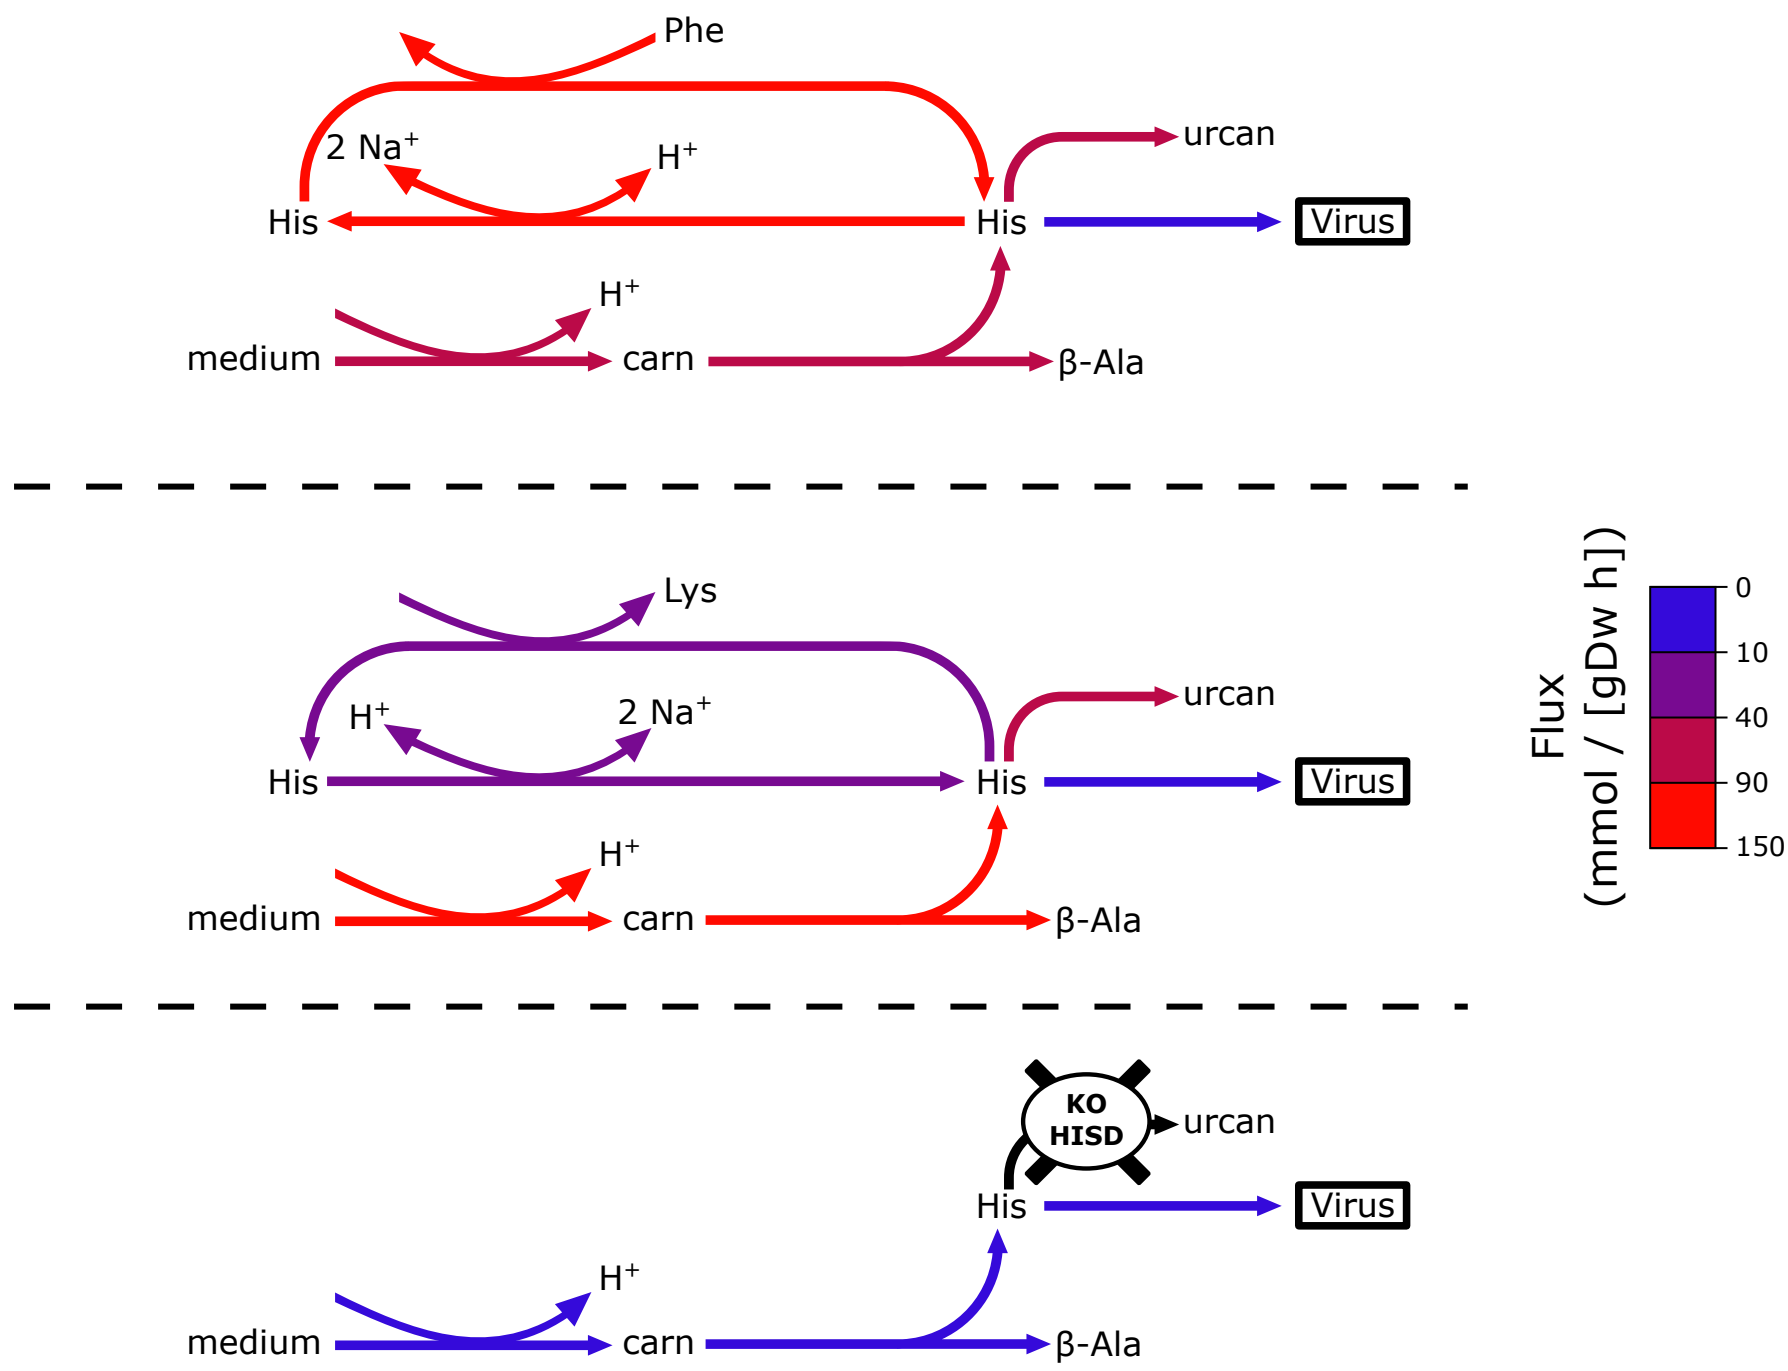 Phe
2 Na⁺
H⁺
urcan
His
His
Virus
H⁺
medium
carn
β-Ala
Lys
H⁺
2 Na⁺
urcan
His
His
Virus
H⁺
medium
carn
β-Ala
Flux
(mmol / [gDw h])
0
10
40
90
150
KO
HISD
urcan
His
Virus
H⁺
medium
carn
β-Ala